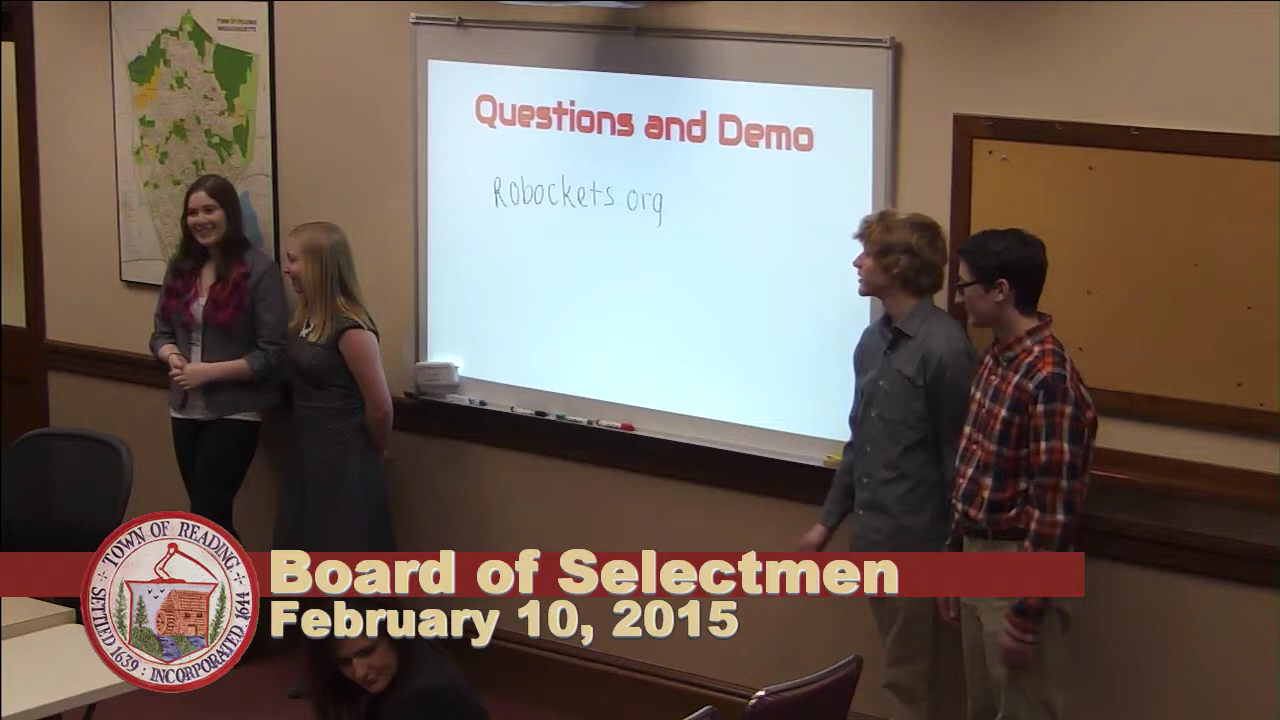 Questions and Demo
Robockets org
TOWN OF READING
SETTLED 1639 : INCORPORATED 1644
Board of Selectmen
February 10, 2015